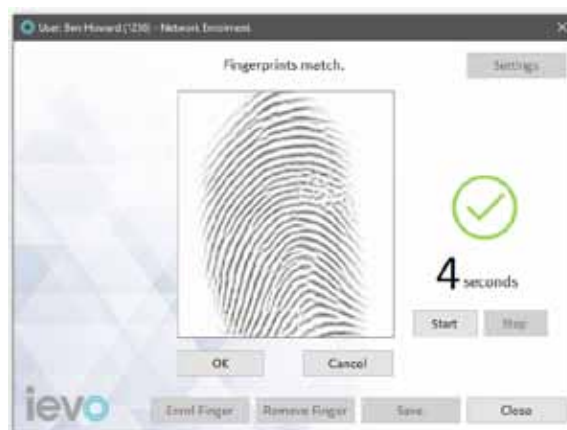 User: Ben Howard (1230) - Network Enrolment
Fingerprints match.
Settings
4 seconds
Start
Stop
OK
Cancel
ievo
Enrol Finger
Remove Finger
Save
Close